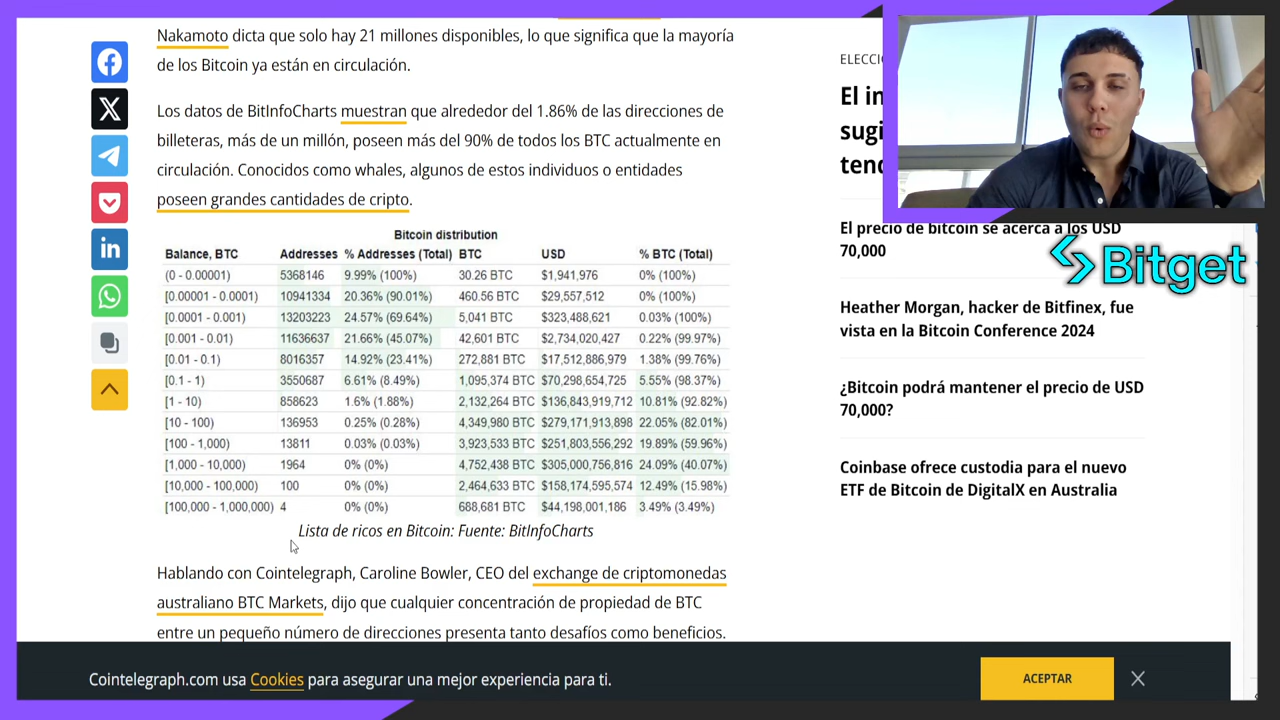 Nakamoto dicta que solo hay 21 millones disponibles, lo que significa que la mayoría
de los Bitcoin ya están en circulación.
Los datos de BitInfoCharts muestran que alrededor del 1.86% de las direcciones de
billeteras, más de un millón, poseen más del 90% de todos los BTC actualmente en
circulación. Conocidos como whales, algunos de estos individuos o entidades
poseen grandes cantidades de cripto.
Bitcoin distribution
Balance, BTC Addresses % Addresses (Total) BTC USD % BTC (Total)
(0 - 0.00001) 5368146 9.99% (100%) 30.26 BTC $1,941,976 0% (100%)
[0.00001 - 0.0001) 10941334 20.36% (90.01%) 460.56 BTC $29,557,512 0% (100%)
[0.0001 - 0.001) 13203223 24.57% (69.64%) 5,041 BTC $323,488,621 0.03% (100%)
[0.001 - 0.01) 11636637 21.66% (45.07%) 42,601 BTC $2,734,020,427 0.22% (99.97%)
[0.01 - 0.1) 8016357 14.92% (23.41%) 272,881 BTC $17,512,886,979 1.38% (99.76%)
[0.1 - 1) 3550687 6.61% (8.49%) 1,095,374 BTC $70,298,654,725 5.55% (98.37%)
[1 - 10) 858623 1.6% (1.88%) 2,132,264 BTC $136,843,919,712 10.81% (92.82%)
[10 - 100) 136953 0.25% (0.28%) 4,349,980 BTC $279,171,913,898 22.05% (82.01%)
[100 - 1,000) 13811 0.03% (0.03%) 3,923,533 BTC $251,803,556,292 19.89% (59.96%)
[1,000 - 10,000) 1964 0% (0%) 4,752,438 BTC $305,000,756,816 24.09% (40.07%)
[10,000 - 100,000) 100 0% (0%) 2,464,633 BTC $158,174,595,574 12.49% (15.98%)
[100,000 - 1,000,000) 4 0% (0%) 688,681 BTC $44,198,001,186 3.49% (3.49%)
Lista de ricos en Bitcoin: Fuente: BitInfoCharts
Hablando con Cointelegraph, Caroline Bowler, CEO del exchange de criptomonedas
australiano BTC Markets, dijo que cualquier concentración de propiedad de BTC
entre un pequeño número de direcciones presenta tanto desafíos como beneficios.
El precio de bitcoin se acerca a los USD
70,000
Bitget
Heather Morgan, hacker de Bitfinex, fue
vista en la Bitcoin Conference 2024
¿Bitcoin podrá mantener el precio de USD
70,000?
Coinbase ofrece custodia para el nuevo
ETF de Bitcoin de DigitalX en Australia
Cointelegraph.com usa Cookies para asegurar una mejor experiencia para ti.
ACEPTAR